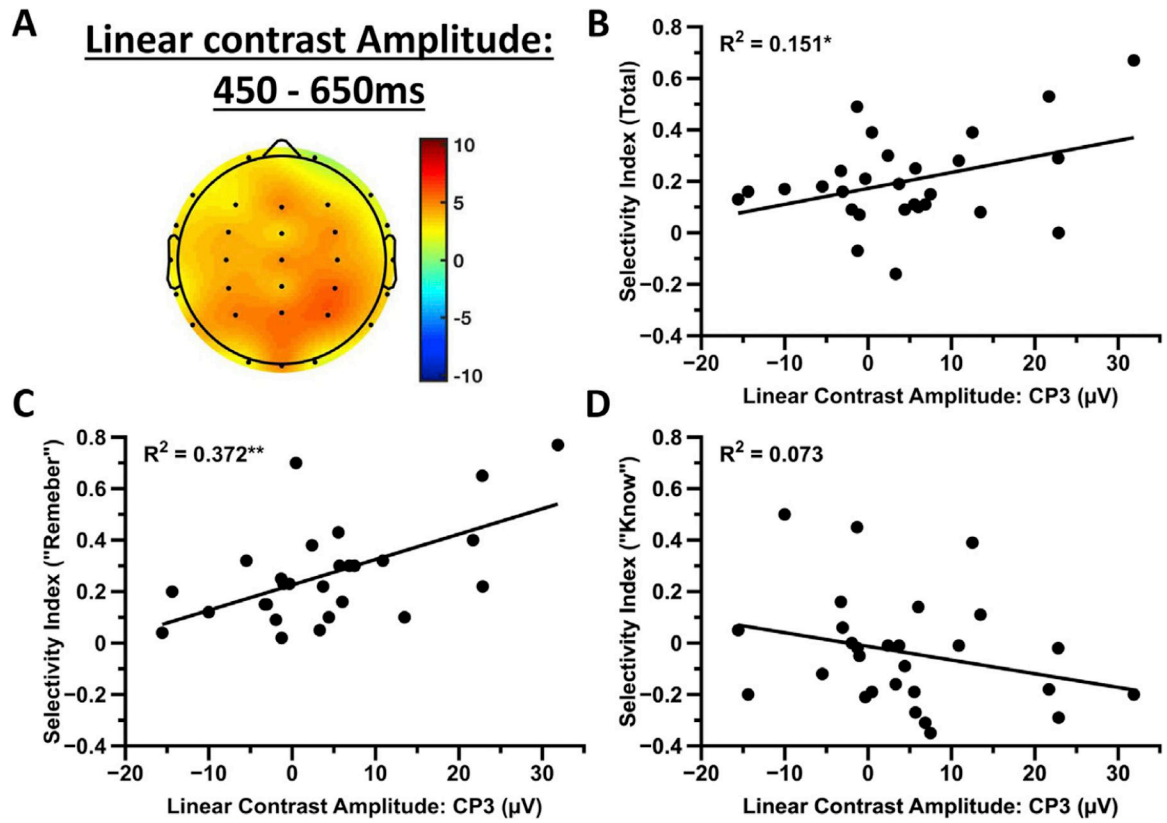 A
Linear contrast Amplitude:
450 - 650ms
10
5
0
-5
-10
B
R² = 0.151*
Selectivity Index (Total)
0.8
0.6
0.4
0.2
0
−0.2
−0.4
−20 −10 0 10 20 30
Linear Contrast Amplitude: CP3 (µV)
C
R² = 0.372**
Selectivity Index ("Remeber")
0.8
0.6
0.4
0.2
0
−0.2
−0.4
−20 −10 0 10 20 30
Linear Contrast Amplitude: CP3 (µV)
D
R² = 0.073
Selectivity Index ("Know")
0.8
0.6
0.4
0.2
0
−0.2
−0.4
−20 −10 0 10 20 30
Linear Contrast Amplitude: CP3 (µV)